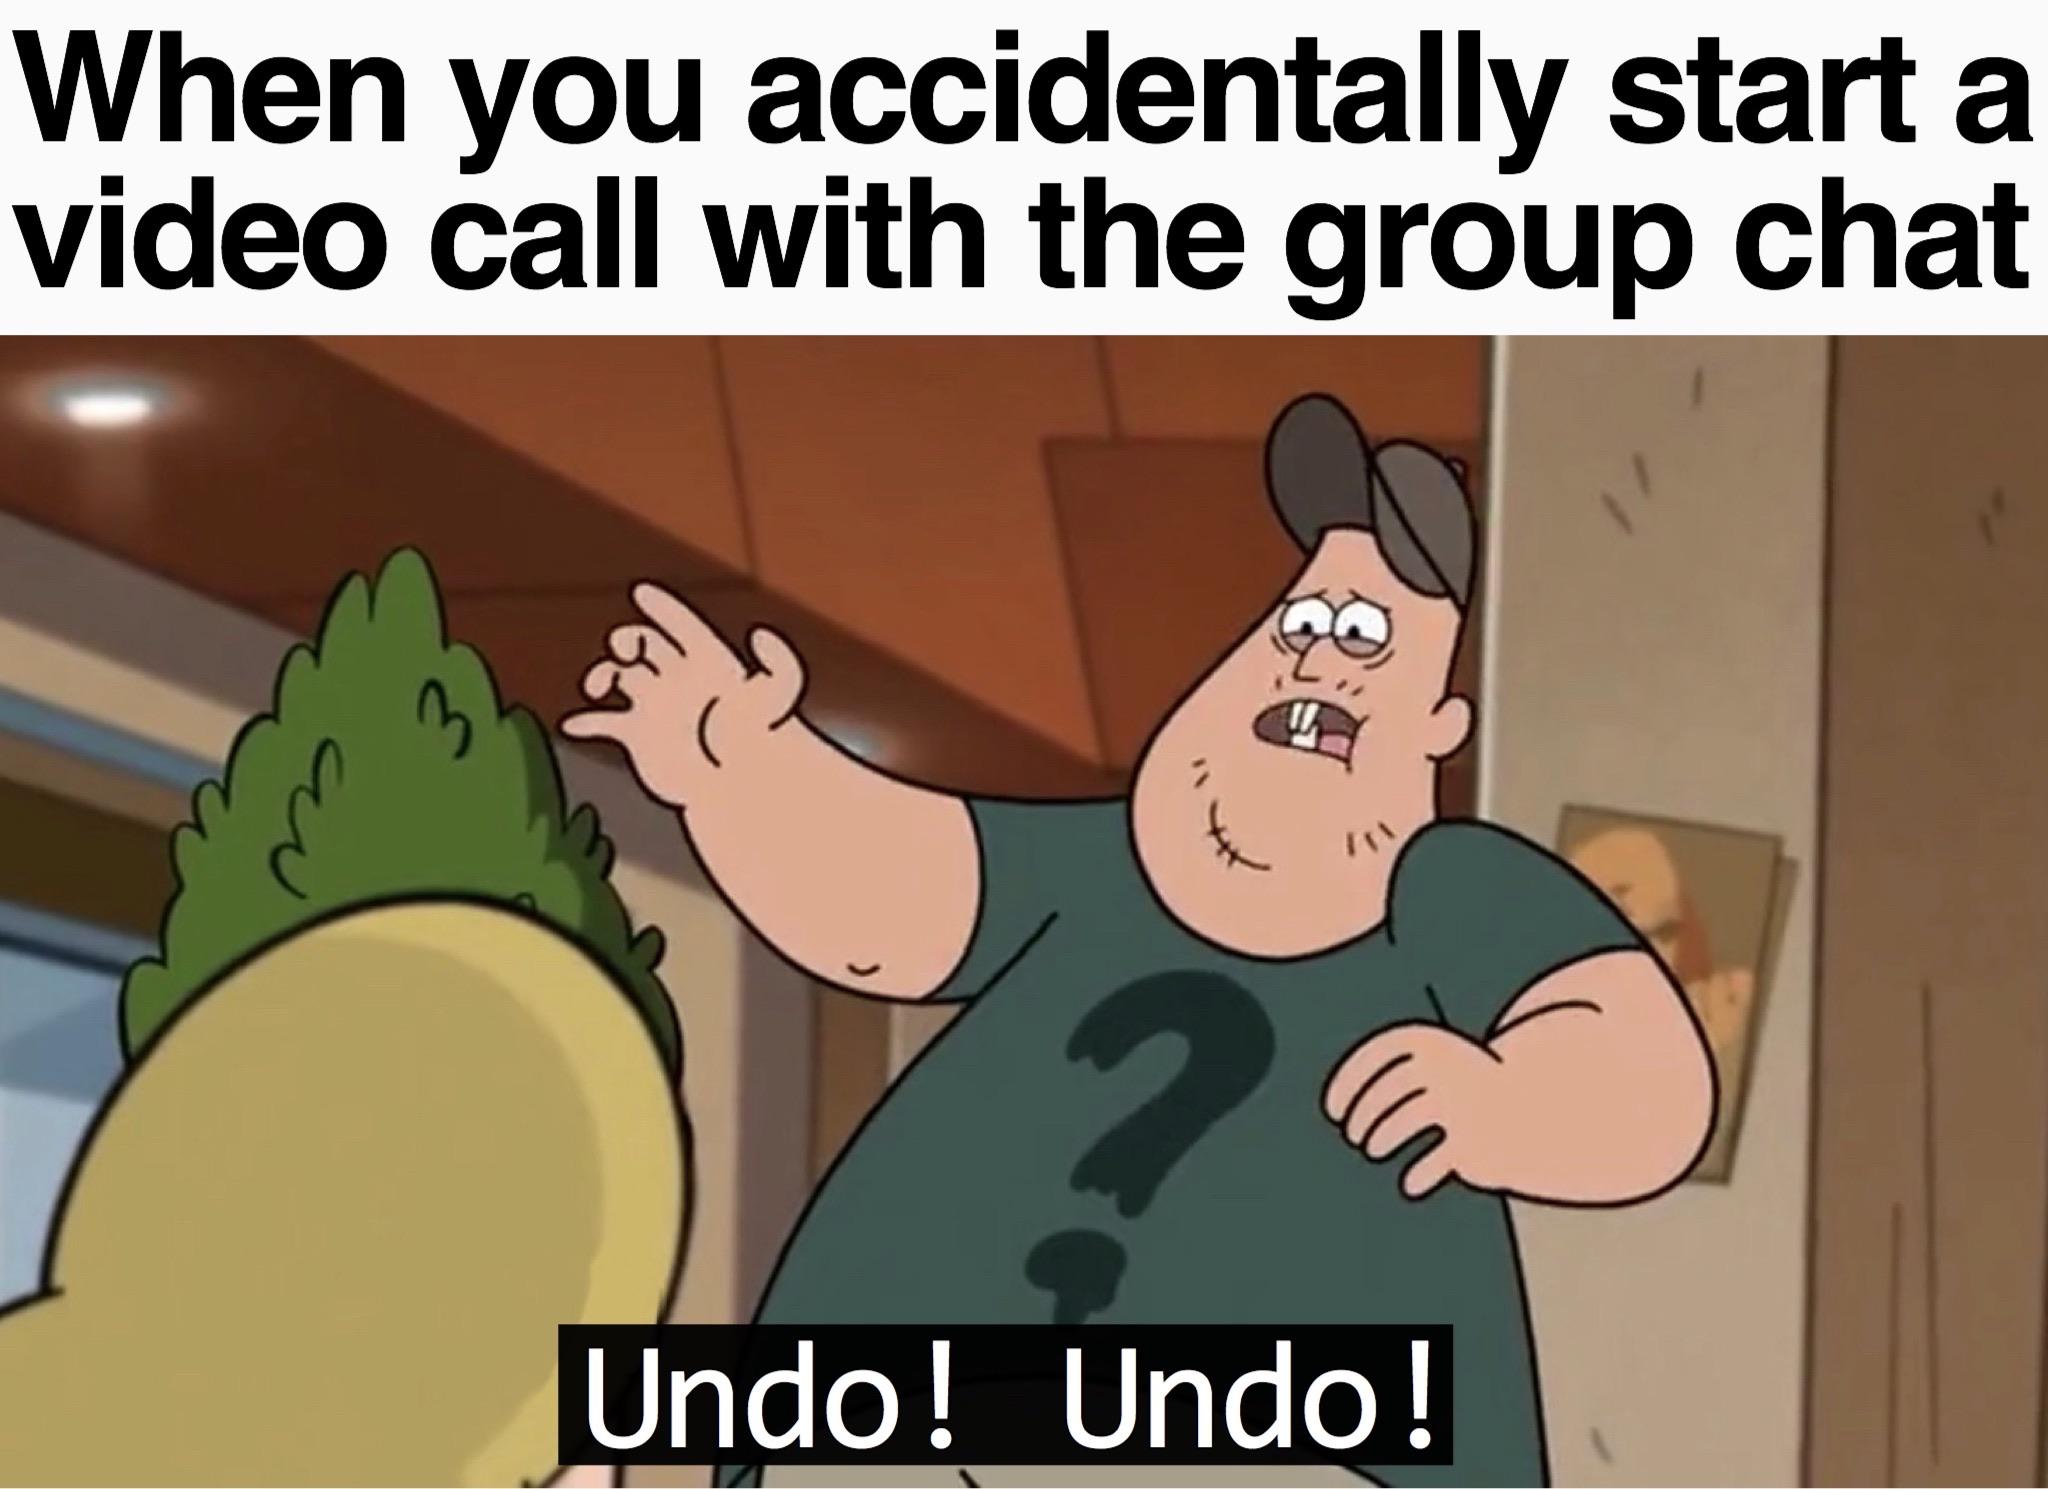 When you accidentally start a
video call with the group chat
?
Undo! Undo!